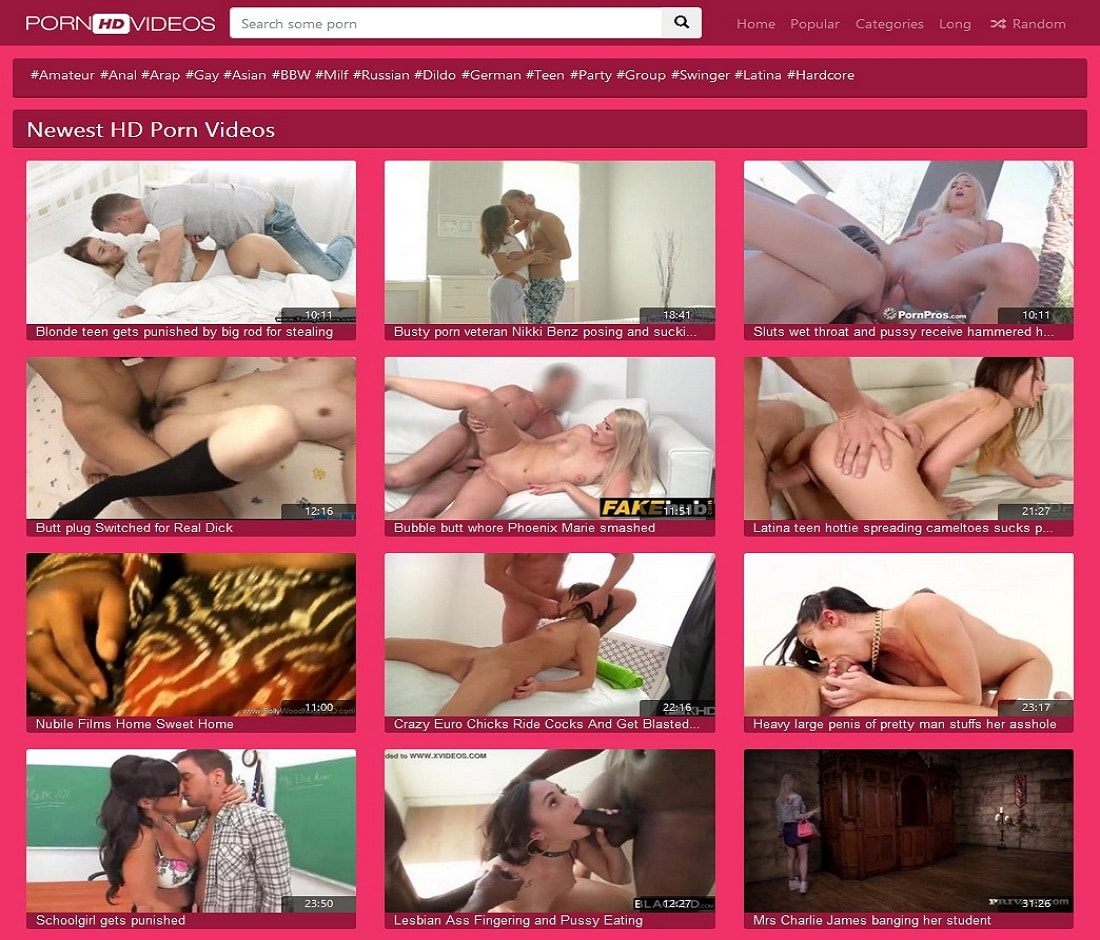 PORN HD VIDEOS
Search some porn
Home Popular Categories Long Random
#Amateur #Anal #Arap #Gay #Asian #BBW #Milf #Russian #Dildo #German #Teen #Party #Group #Swinger #Latina #Hardcore
Newest HD Porn Videos
10:11
Blonde teen gets punished by big rod for stealing
18:41
Busty porn veteran Nikki Benz posing and sucki...
PornPros.com
10:11
Sluts wet throat and pussy receive hammered h...
12:16
Butt plug Switched for Real Dick
FAKEhub
11:51
Bubble butt whore Phoenix Marie smashed
21:27
Latina teen hottie spreading cameltoes sucks p...
11:00
Nubile Films Home Sweet Home
22:16
Crazy Euro Chicks Ride Cocks And Get Blasted...
23:17
Heavy large penis of pretty man stuffs her asshole
23:50
Schoolgirl gets punished
ded to WWW.XVIDEOS.COM
12:27
Lesbian Ass Fingering and Pussy Eating
31:26
Mrs Charlie James banging her student